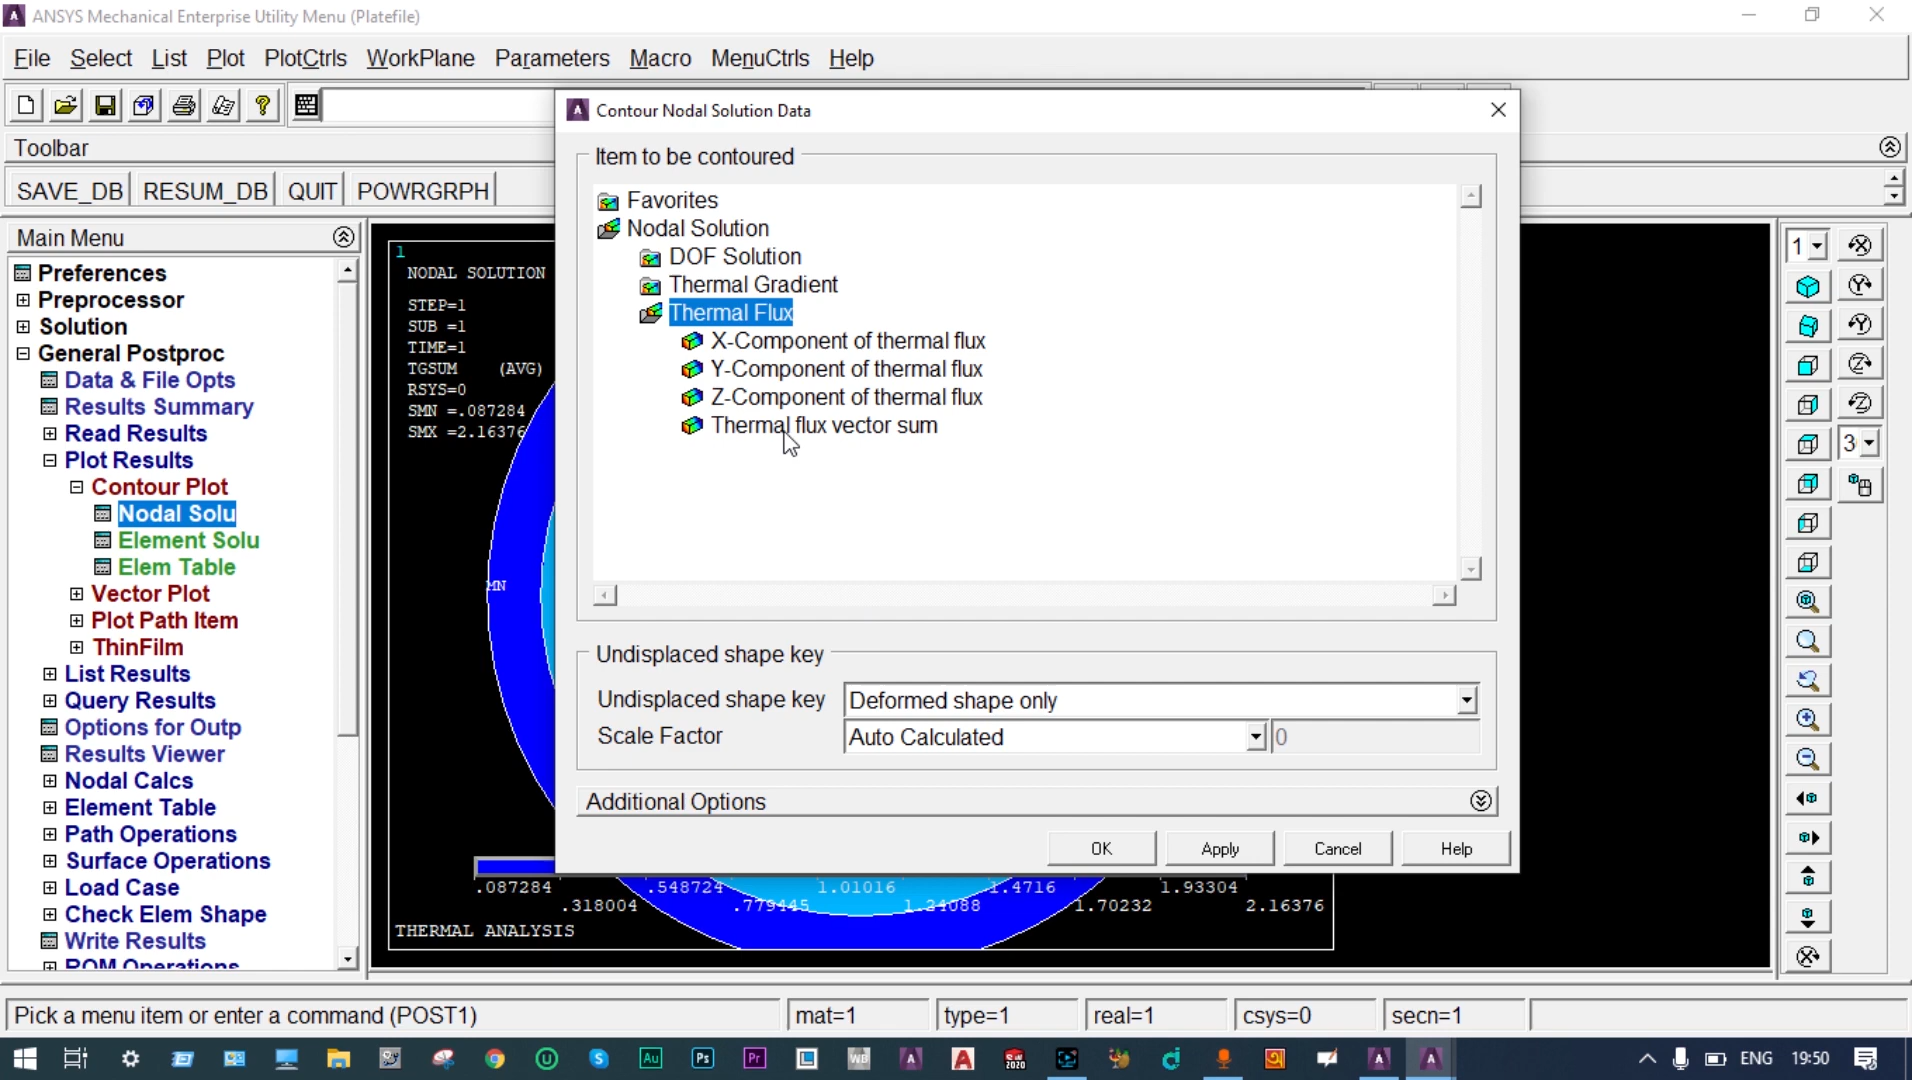 ANSYS Mechanical Enterprise Utility Menu (Platefile)
File Select List Plot PlotCtrls WorkPlane Parameters Macro MenuCtrls Help
Contour Nodal Solution Data
Toolbar
SAVE_DB RESUM_DB QUIT POWRGRPH
Item to be contoured
Favorites
Nodal Solution
DOF Solution
Thermal Gradient
Thermal Flux
X-Component of thermal flux
Y-Component of thermal flux
Z-Component of thermal flux
Thermal flux vector sum
Undisplaced shape key
Undisplaced shape key Deformed shape only
Scale Factor Auto Calculated 0
Additional Options
OK Apply Cancel Help
Main Menu
Preferences
Preprocessor
Solution
General Postproc
Data & File Opts
Results Summary
Read Results
Plot Results
Contour Plot
Nodal Solu
Element Solu
Elem Table
Vector Plot
Plot Path Item
ThinFilm
List Results
Query Results
Options for Outp
Results Viewer
Nodal Calcs
Element Table
Path Operations
Surface Operations
Load Case
Check Elem Shape
Write Results
ROM Operations
1
NODAL SOLUTION
STEP=1
SUB =1
TIME=1
TGSUM (AVG)
RSYS=0
SMN =.087284
SMX =2.16376
MN
.087284 .548724 1.01016 1.4716 1.93304
.318004 .779445 1.24088 1.70232 2.16376
THERMAL ANALYSIS
1
3
Pick a menu item or enter a command (POST1) mat=1 type=1 real=1 csys=0 secn=1
Au Ps Pr WB 2020 ENG 19:50